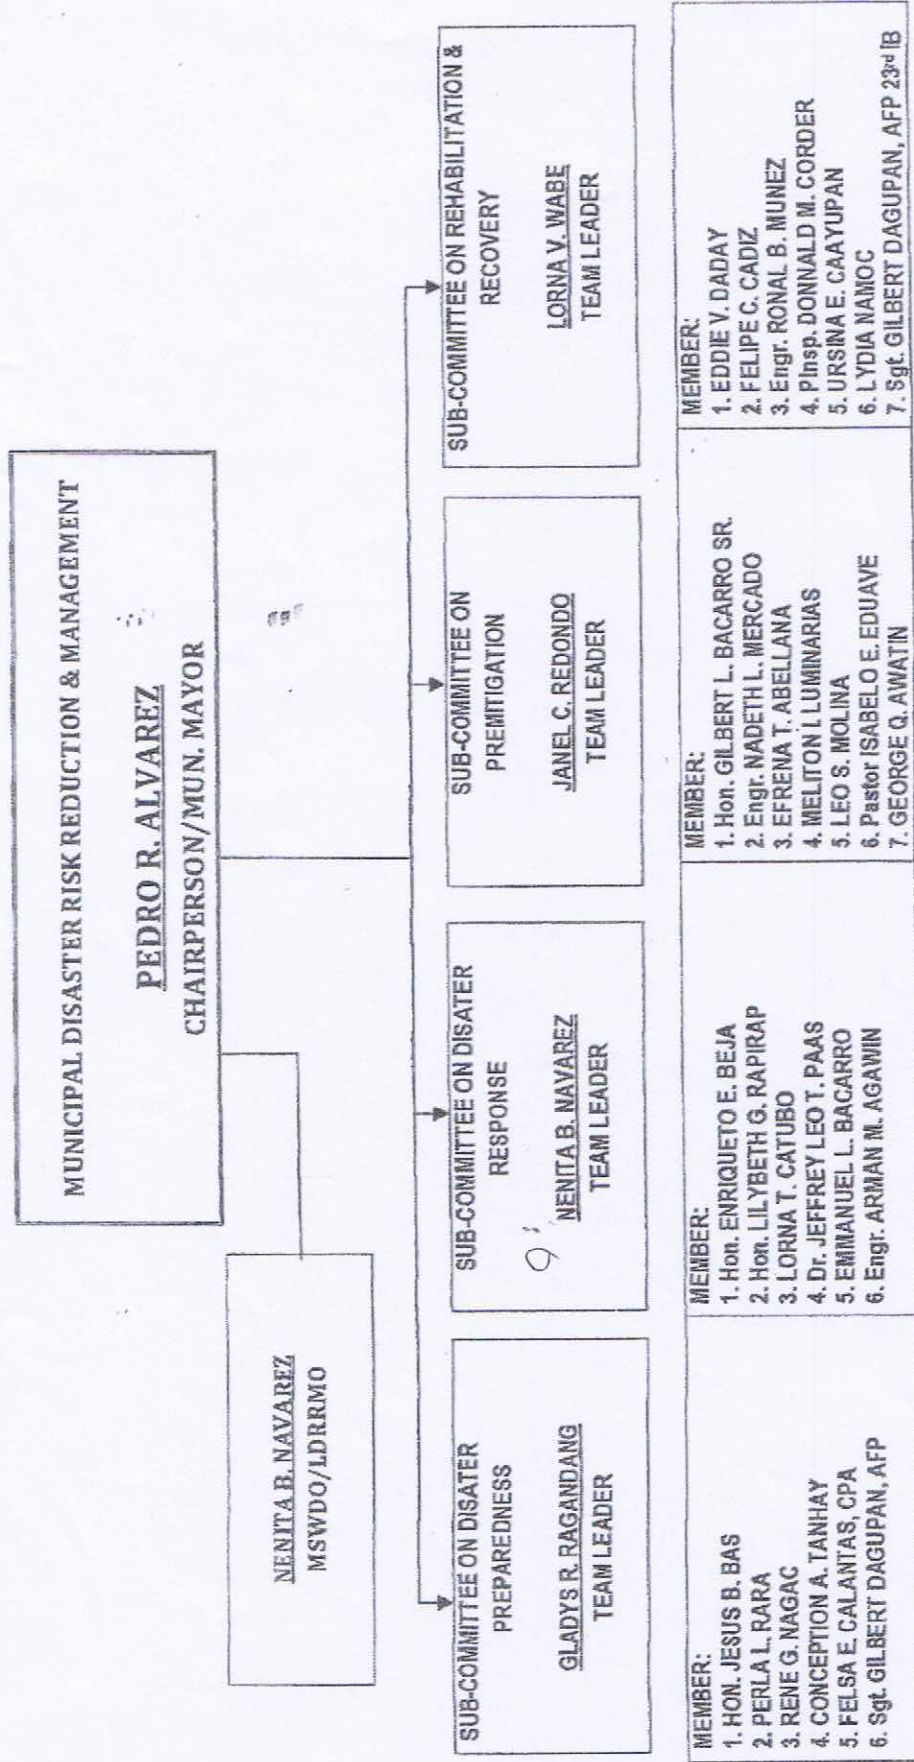 MUNICIPAL DISASTER RISK REDUCTION & MANAGEMENT
PEDRO R. ALVAREZ
CHAIRPERSON/MUN. MAYOR
NENITA B. NAVAREZ
MSWDO/LDRRMO
SUB-COMMITTEE ON DISATER
PREPAREDNESS
GLADYS R. RAGANDANG
TEAM LEADER
SUB-COMMITTEE ON DISATER
RESPONSE
NENITA B. NAVAREZ
TEAM LEADER
SUB-COMMITTEE ON
PREMITIGATION
JANEL C. REDONDO
TEAM LEADER
SUB-COMMITTEE ON REHABILITATION &
RECOVERY
LORNA V. WABE
TEAM LEADER
MEMBER:
1. HON. JESUS B. BAS
2. PERLA L. RARA
3. RENE G. NAGAC
4. CONCEPTION A. TANHAY
5. FELSA E. CALANTAS, CPA
6. Sgt. GILBERT DAGUPAN, AFP
MEMBER:
1. Hon. ENRIQUETO E. BEJA
2. Hon. LILYBETH G. RAPIRAP
3. LORNA T. CATUBO
4. Dr. JEFFREY LEO T. PAAS
5. EMMANUEL L. BACARRO
6. Engr. ARMAN M. AGAWIN
MEMBER:
1. Hon. GILBERT L. BACARRO SR.
2. Engr. NADETH L. MERCADO
3. EFRENA T. ABELLANA
4. MELITON I. LUMINARIAS
5. LEO S. MOLINA
6. Pastor ISABELO E. EDUAVE
7. GEORGE Q. AWATIN
MEMBER:
1. EDDIE V. DADAY
2. FELIPE C. CADIZ
3. Engr. RONAL B. MUNEZ
4. PInsp. DONNALD M. CORDER
5. URSINA E. CAAYUPAN
6. LYDIA NAMOC
7. Sgt. GILBERT DAGUPAN, AFP 23rd IB